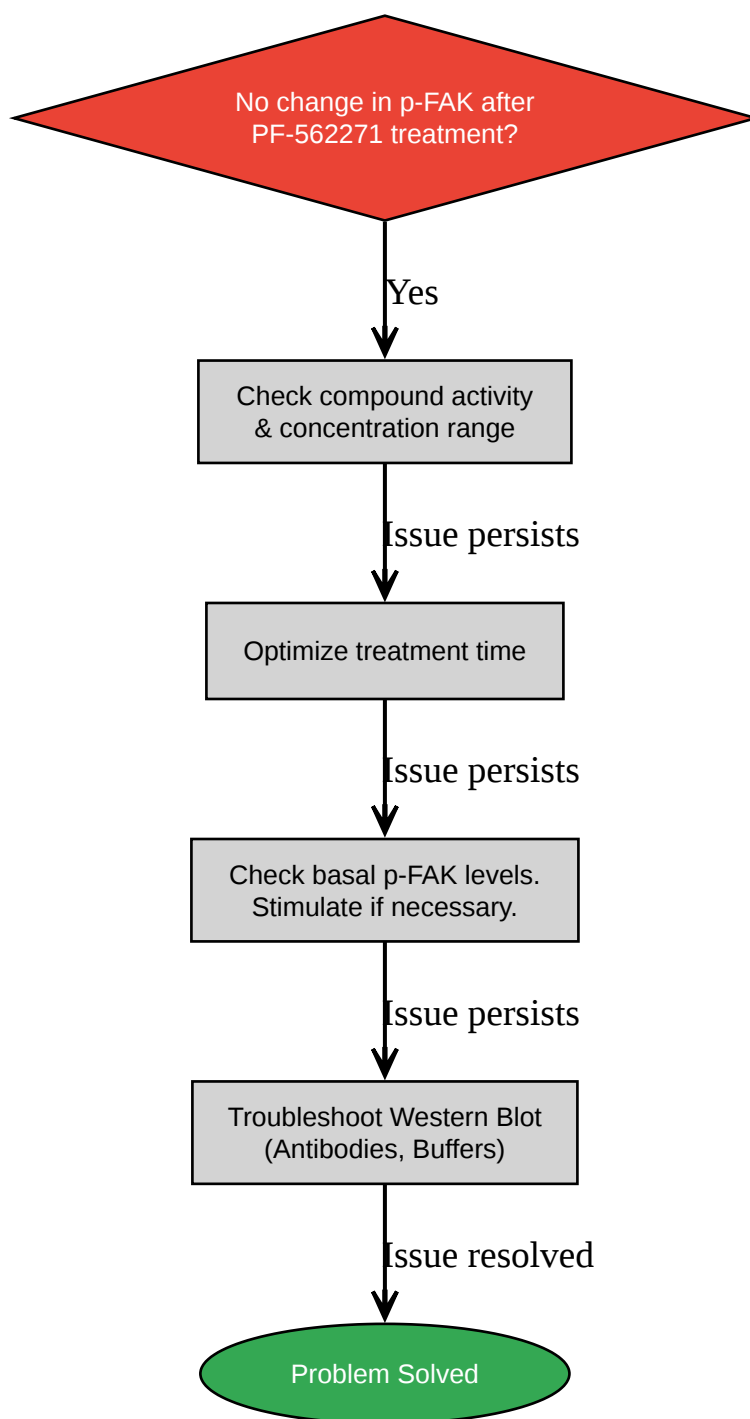 No change in p-FAK after
PF-562271 treatment?
Yes
Check compound activity
& concentration range
Issue persists
Optimize treatment time
Issue persists
Check basal p-FAK levels.
Stimulate if necessary.
Issue persists
Troubleshoot Western Blot
(Antibodies, Buffers)
Issue resolved
Problem Solved